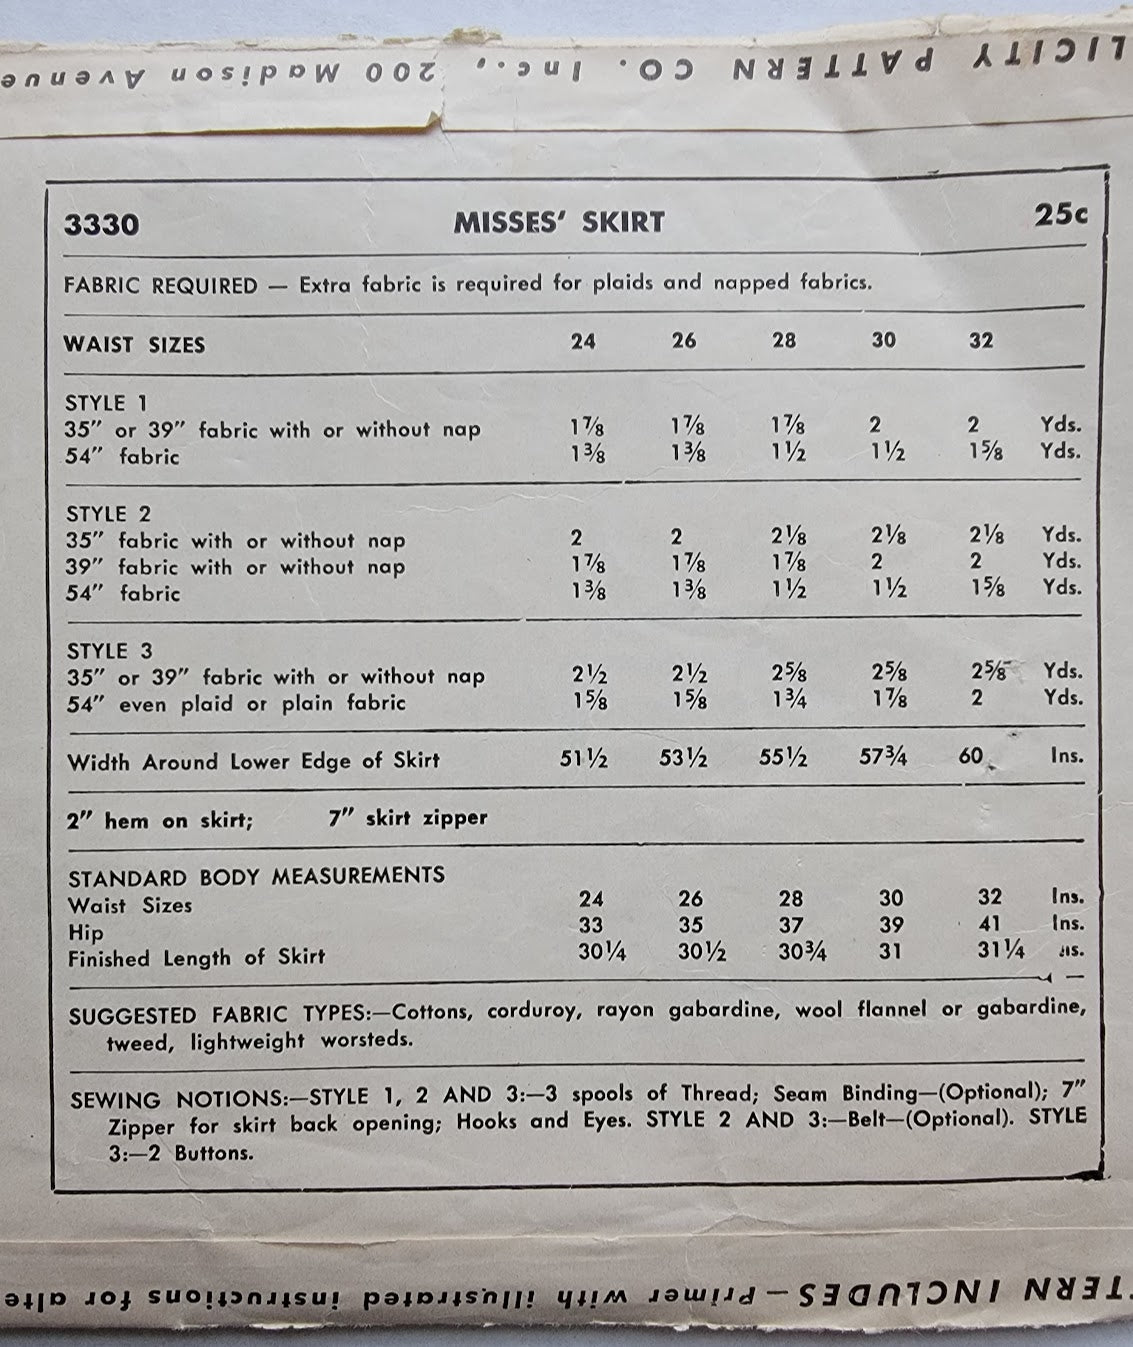 LICITY PATTERN CO. Inc., 200 Madison Avenue
3330 MISSES' SKIRT 25c
FABRIC REQUIRED — Extra fabric is required for plaids and napped fabrics.
WAIST SIZES 24 26 28 30 32
STYLE 1
35" or 39" fabric with or without nap 1⅞ 1⅞ 1⅞ 2 2 Yds.
54" fabric 1⅜ 1⅜ 1½ 1½ 1⅝ Yds.
STYLE 2
35" fabric with or without nap 2 2 2⅛ 2⅛ 2⅛ Yds.
39" fabric with or without nap 1⅞ 1⅞ 1⅞ 2 2 Yds.
54" fabric 1⅜ 1⅜ 1½ 1½ 1⅝ Yds.
STYLE 3
35" or 39" fabric with or without nap 2½ 2½ 2⅝ 2⅝ 2⅝ Yds.
54" even plaid or plain fabric 1⅝ 1⅝ 1¾ 1⅞ 2 Yds.
Width Around Lower Edge of Skirt 51½ 53½ 55½ 57¾ 60 Ins.
2" hem on skirt; 7" skirt zipper
STANDARD BODY MEASUREMENTS
Waist Sizes 24 26 28 30 32 Ins.
Hip 33 35 37 39 41 Ins.
Finished Length of Skirt 30¼ 30½ 30¾ 31 31¼ ns.
SUGGESTED FABRIC TYPES:—Cottons, corduroy, rayon gabardine, wool flannel or gabardine,
tweed, lightweight worsteds.
SEWING NOTIONS:—STYLE 1, 2 AND 3:—3 spools of Thread; Seam Binding—(Optional); 7"
Zipper for skirt back opening; Hooks and Eyes. STYLE 2 AND 3:—Belt—(Optional). STYLE
3:—2 Buttons.
TERN INCLUDES—Primer with illustrated instructions for alte